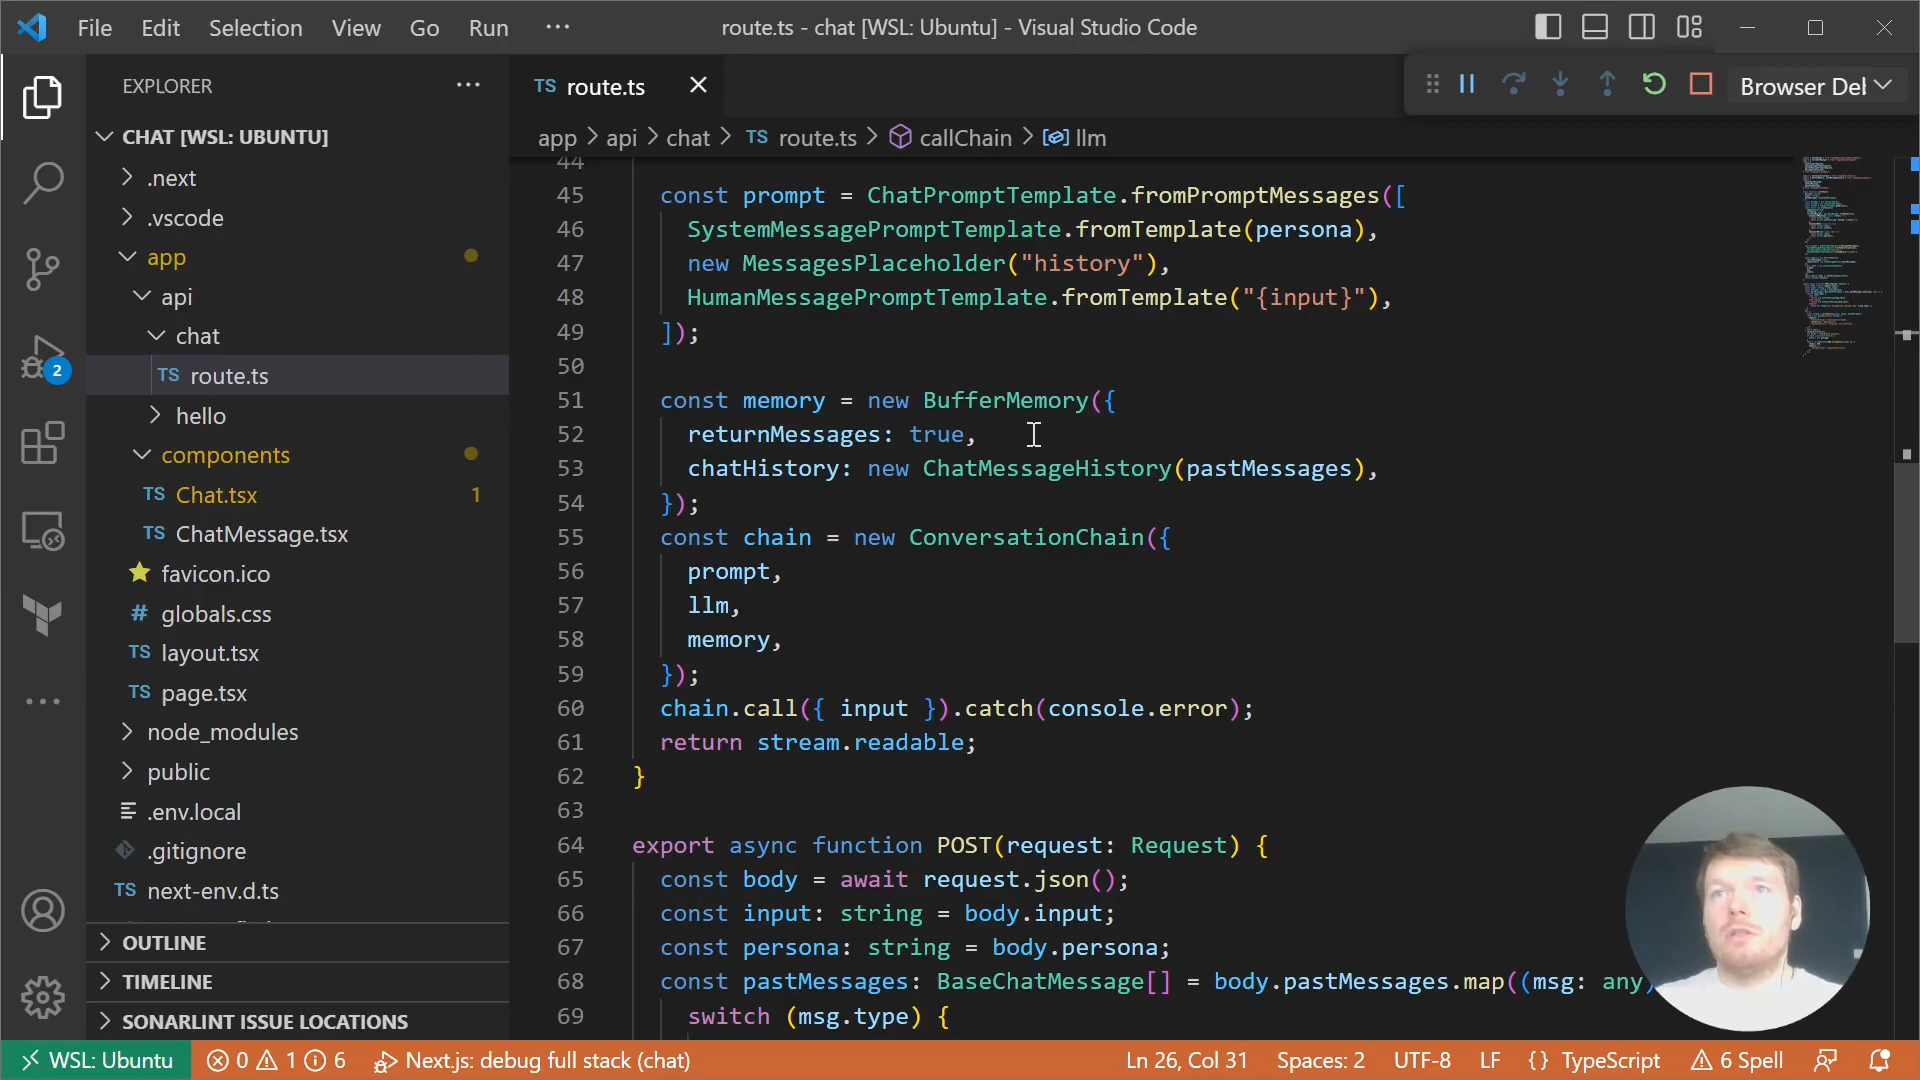 File Edit Selection View Go Run ··· route.ts - chat [WSL: Ubuntu] - Visual Studio Code
EXPLORER ···
TS route.ts
Browser Del
CHAT [WSL: UBUNTU]
app > api > chat > TS route.ts > callChain > llm
.next
.vscode
app
api
chat
TS route.ts
hello
components
TS Chat.tsx 1
TS ChatMessage.tsx
favicon.ico
# globals.css
TS layout.tsx
TS page.tsx
node_modules
public
.env.local
.gitignore
TS next-env.d.ts
OUTLINE
TIMELINE
SONARLINT ISSUE LOCATIONS
2
44
45 const prompt = ChatPromptTemplate.fromPromptMessages([
46 SystemMessagePromptTemplate.fromTemplate(persona),
47 new MessagesPlaceholder("history"),
48 HumanMessagePromptTemplate.fromTemplate("{input}"),
49 ]);
50
51 const memory = new BufferMemory({
52 returnMessages: true,
53 chatHistory: new ChatMessageHistory(pastMessages),
54 });
55 const chain = new ConversationChain({
56 prompt,
57 llm,
58 memory,
59 });
60 chain.call({ input }).catch(console.error);
61 return stream.readable;
62 }
63
64 export async function POST(request: Request) {
65 const body = await request.json();
66 const input: string = body.input;
67 const persona: string = body.persona;
68 const pastMessages: BaseChatMessage[] = body.pastMessages.map((msg: any)
69 switch (msg.type) {
WSL: Ubuntu 0 1 6 Next.js: debug full stack (chat) Ln 26, Col 31 Spaces: 2 UTF-8 LF {} TypeScript 6 Spell